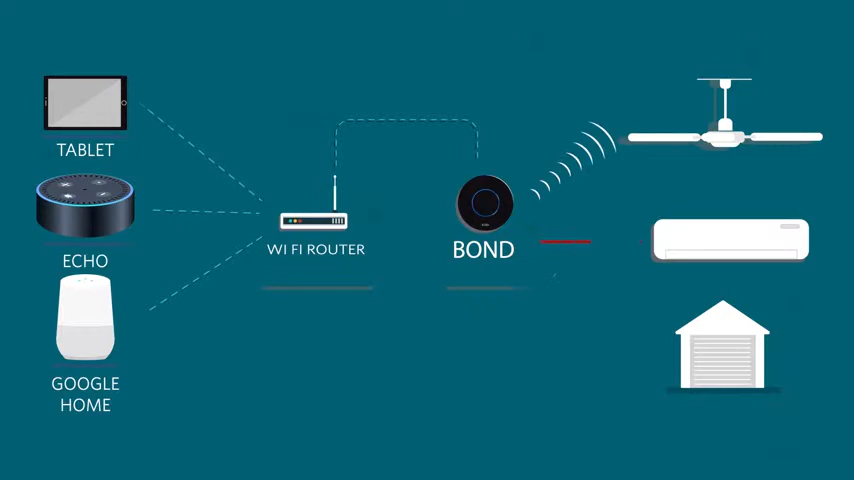 TABLET
ECHO
GOOGLE
HOME
WI FI ROUTER
BOND